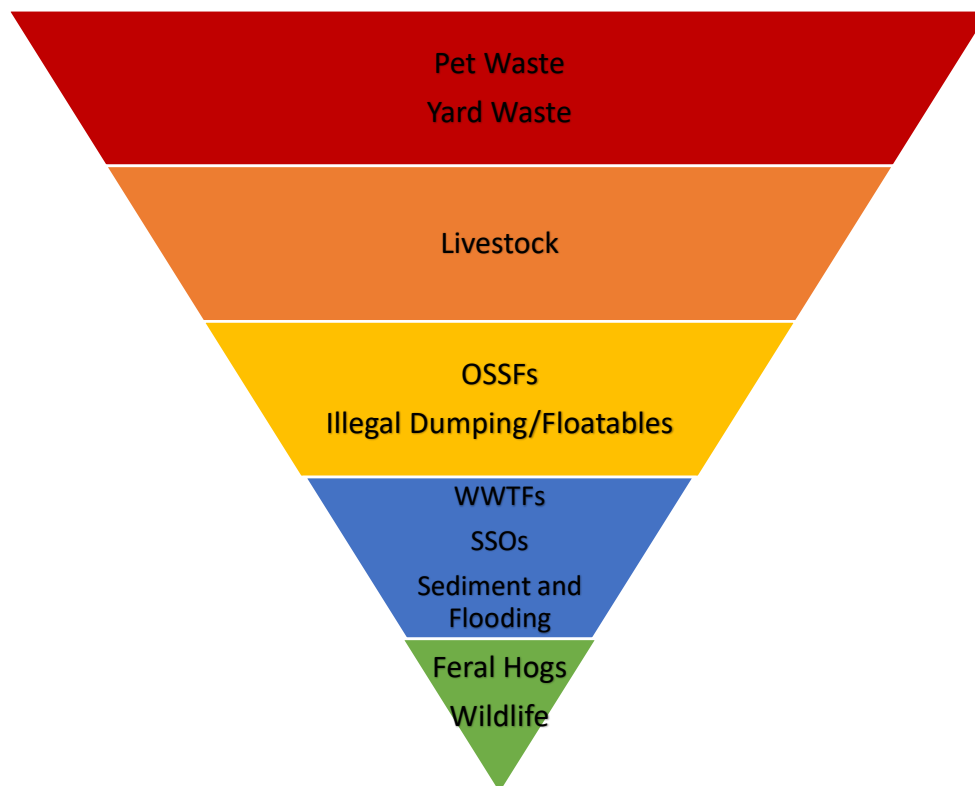 Pet Waste
Yard Waste
Livestock
OSSFs
Illegal Dumping/Floatables
WWTFs
SSOs
Sediment and
Flooding
Feral Hogs
Wildlife